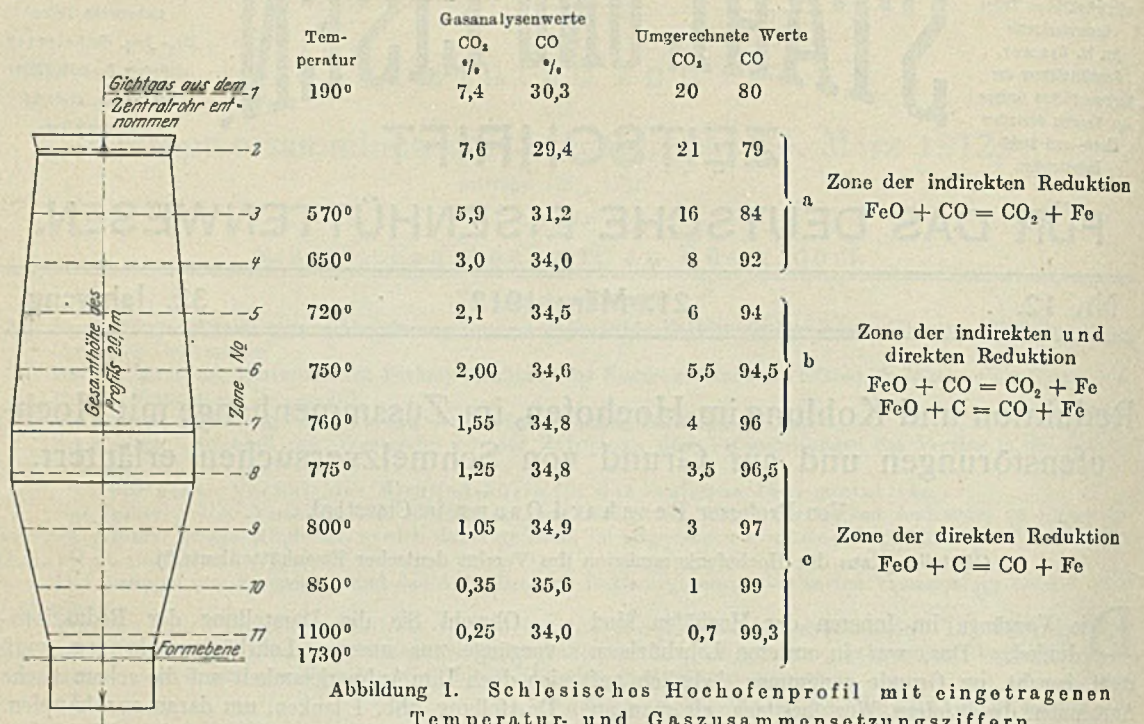 Gasanalysenwerte
Tem- CO₂ CO Umgerechnete Werte
peratur % % CO₂ CO
Gichtgas aus dem 1 190° 7,4 30,3 20 80
Zentralrohr ent-
nommen
2 7,6 29,4 21 79
3 570° 5,9 31,2 16 84
4 650° 3,0 34,0 8 92
a Zone der indirekten Reduktion
FeO + CO = CO₂ + Fe
5 720° 2,1 34,5 6 94
6 750° 2,00 34,6 5,5 94,5
7 760° 1,55 34,8 4 96
b Zone der indirekten und
direkten Reduktion
FeO + CO = CO₂ + Fe
FeO + C = CO + Fe
8 775° 1,25 34,8 3,5 96,5
9 800° 1,05 34,9 3 97
10 850° 0,35 35,6 1 99
11 1100° 0,25 34,0 0,7 99,3
c Zone der direkten Reduktion
FeO + C = CO + Fe
Formebene 1730°
Gesamthöhe des
Profils 20,1m
Zone No
Abbildung 1. Schlesisches Hochofenprofil mit eingetragenen
Temperatur- und Gaszusammensetzungsziffern